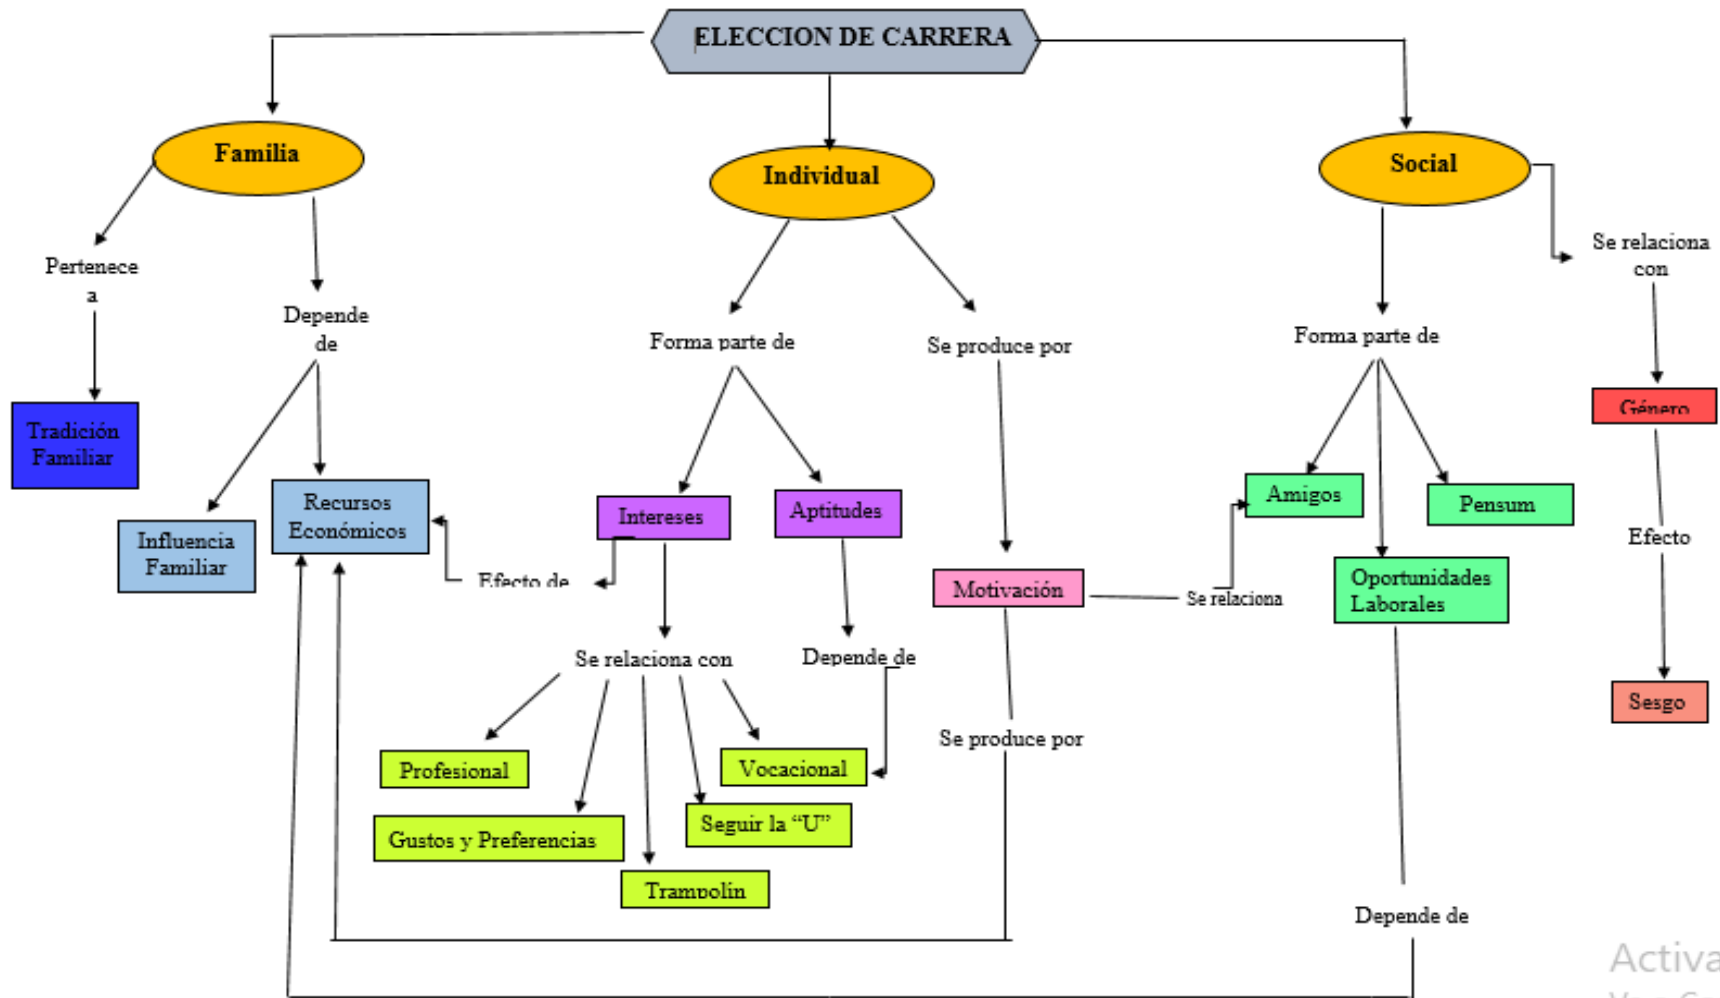 ELECCION DE CARRERA
Familia
Individual
Social
Pertenece
a
Depende
de
Forma parte de
Se produce por
Forma parte de
Se relaciona
con
Tradición
Familiar
Influencia
Familiar
Recursos
Económicos
Efecto de
Intereses
Aptitudes
Motivación
Se relaciona
Amigos
Pensum
Oportunidades
Laborales
Género
Efecto
Sesgo
Se relaciona con
Depende de
Se produce por
Profesional
Vocacional
Gustos y Preferencias
Seguir la “U”
Trampolín
Depende de
Activa